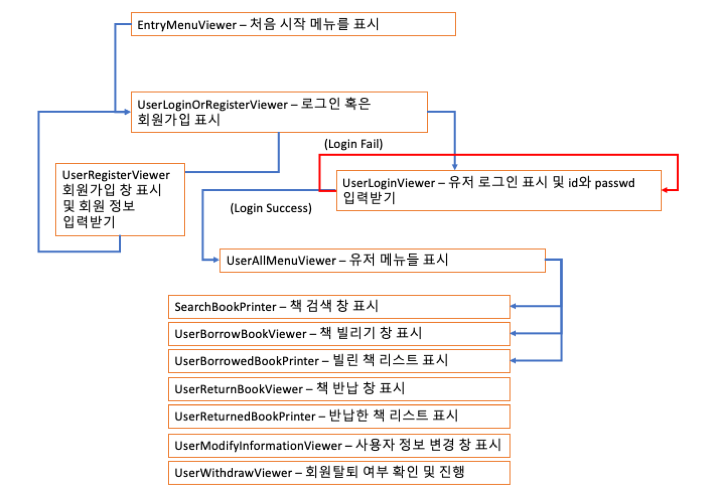 EntryMenuViewer – 처음 시작 메뉴를 표시
UserLoginOrRegisterViewer – 로그인 혹은
회원가입 표시
(Login Fail)
UserRegisterViewer
회원가입 창 표시
및 회원 정보
입력받기
UserLoginViewer – 유저 로그인 표시 및 id와 passwd
입력받기
(Login Success)
UserAllMenuViewer – 유저 메뉴들 표시
SearchBookPrinter – 책 검색 창 표시
UserBorrowBookViewer – 책 빌리기 창 표시
UserBorrowedBookPrinter – 빌린 책 리스트 표시
UserReturnBookViewer – 책 반납 창 표시
UserReturnedBookPrinter – 반납한 책 리스트 표시
UserModifyInformationViewer – 사용자 정보 변경 창 표시
UserWithdrawViewer – 회원탈퇴 여부 확인 및 진행